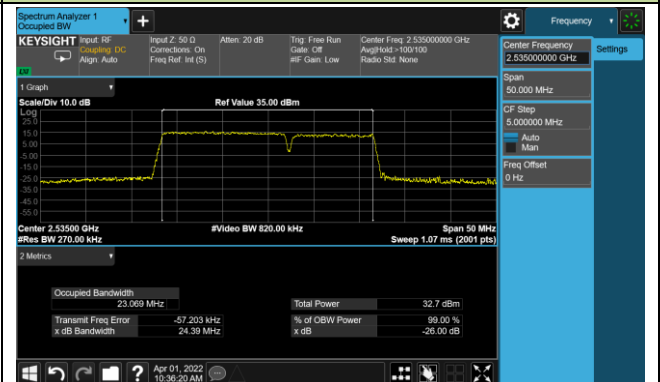 Spectrum Analyzer 1
Occupied BW
Frequency
KEYSIGHT
Input: RF
Coupling: DC
Align: Auto
Input Z: 50 Ω
Corrections: On
Freq Ref: Int (S)
Atten: 20 dB
Trig: Free Run
Gate: Off
#IF Gain: Low
Center Freq: 2.535000000 GHz
Avg|Hold:>100/100
Radio Std: None
Center Frequency
2.535000000 GHz
Settings
Span
50.000 MHz
CF Step
5.000000 MHz
Auto
Man
Freq Offset
0 Hz
1 Graph
Scale/Div 10.0 dB
Ref Value 35.00 dBm
Log
25.0
15.0
5.00
-5.00
-15.0
-25.0
-35.0
-45.0
-55.0
Center 2.53500 GHz
#Video BW 820.00 kHz
Span 50 MHz
#Res BW 270.00 kHz
Sweep 1.07 ms (2001 pts)
2 Metrics
Occupied Bandwidth
23.069 MHz
Total Power 32.7 dBm
Transmit Freq Error -57.203 kHz
% of OBW Power 99.00 %
x dB Bandwidth 24.39 MHz
x dB -26.00 dB
?
Apr 01, 2022
10:36:20 AM